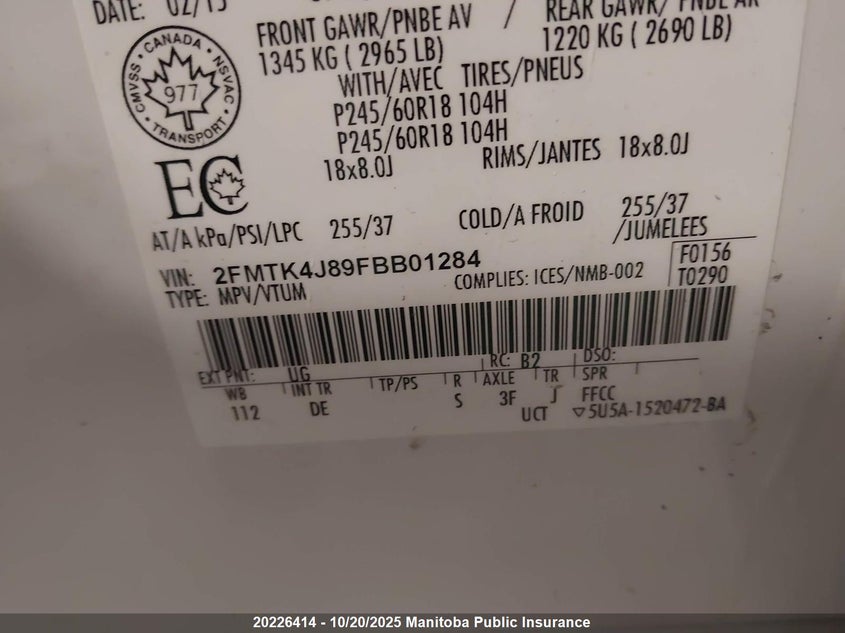 DATE: 02/15
FRONT GAWR/PNBE AV / REAR GAWR/ PNBE AR
1345 KG ( 2965 LB) 1220 KG ( 2690 LB)
WITH/AVEC TIRES/PNEUS
P245/60R18 104H
P245/60R18 104H
18x8.0J RIMS/JANTES 18x8.0J
CANADA
CMVSS 977 NSVAC
TRANSPORT
EC
AT/A kPa/PSI/LPC 255/37 COLD/A FROID 255/37
/JUMELEES
VIN: 2FMTK4J89FBB01284
TYPE: MPV/VTUM COMPLIES: ICES/NMB-002
F0156
T0290
EXT PNT: UG RC: B2 DSO:
WB INT TR TP/PS R AXLE TR SPR
112 DE S 3F J FFCC
UCT ▽5U5A-1520472-BA
20226414 - 10/20/2025 Manitoba Public Insurance